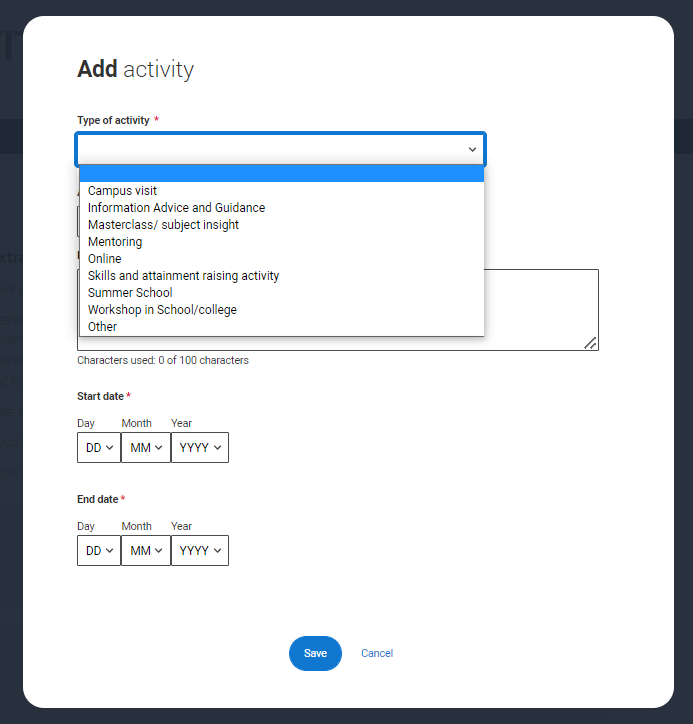 Add activity
Type of activity *
Campus visit
Information Advice and Guidance
Masterclass/ subject insight
Mentoring
Online
Skills and attainment raising activity
Summer School
Workshop in School/college
Other
Characters used: 0 of 100 characters
Start date *
Day Month Year
DD MM YYYY
End date *
Day Month Year
DD MM YYYY
Save Cancel